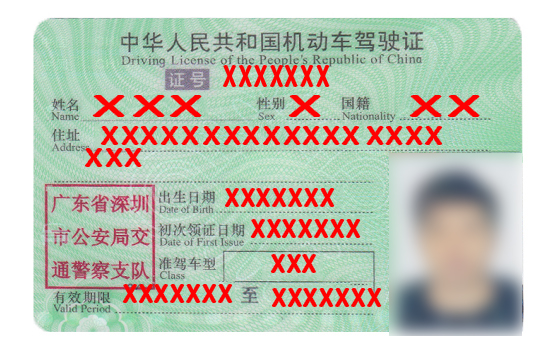 中华人民共和国机动车驾驶证
Driving License of the People's Republic of China
证号 XXXXXXX
姓名 XXX 性别 X 国籍 XX
Name Sex Nationality
住址 XXXXXXXXXXXXX XXXX
Address
XXX
出生日期 XXXXXXX
Date of Birth
初次领证日期 XXXXXXX
Date of First Issue
准驾车型 XXX
Class
广东省深圳
市公安局交
通警察支队
有效期限 XXXXXXX 至 XXXXXXX
Valid Period